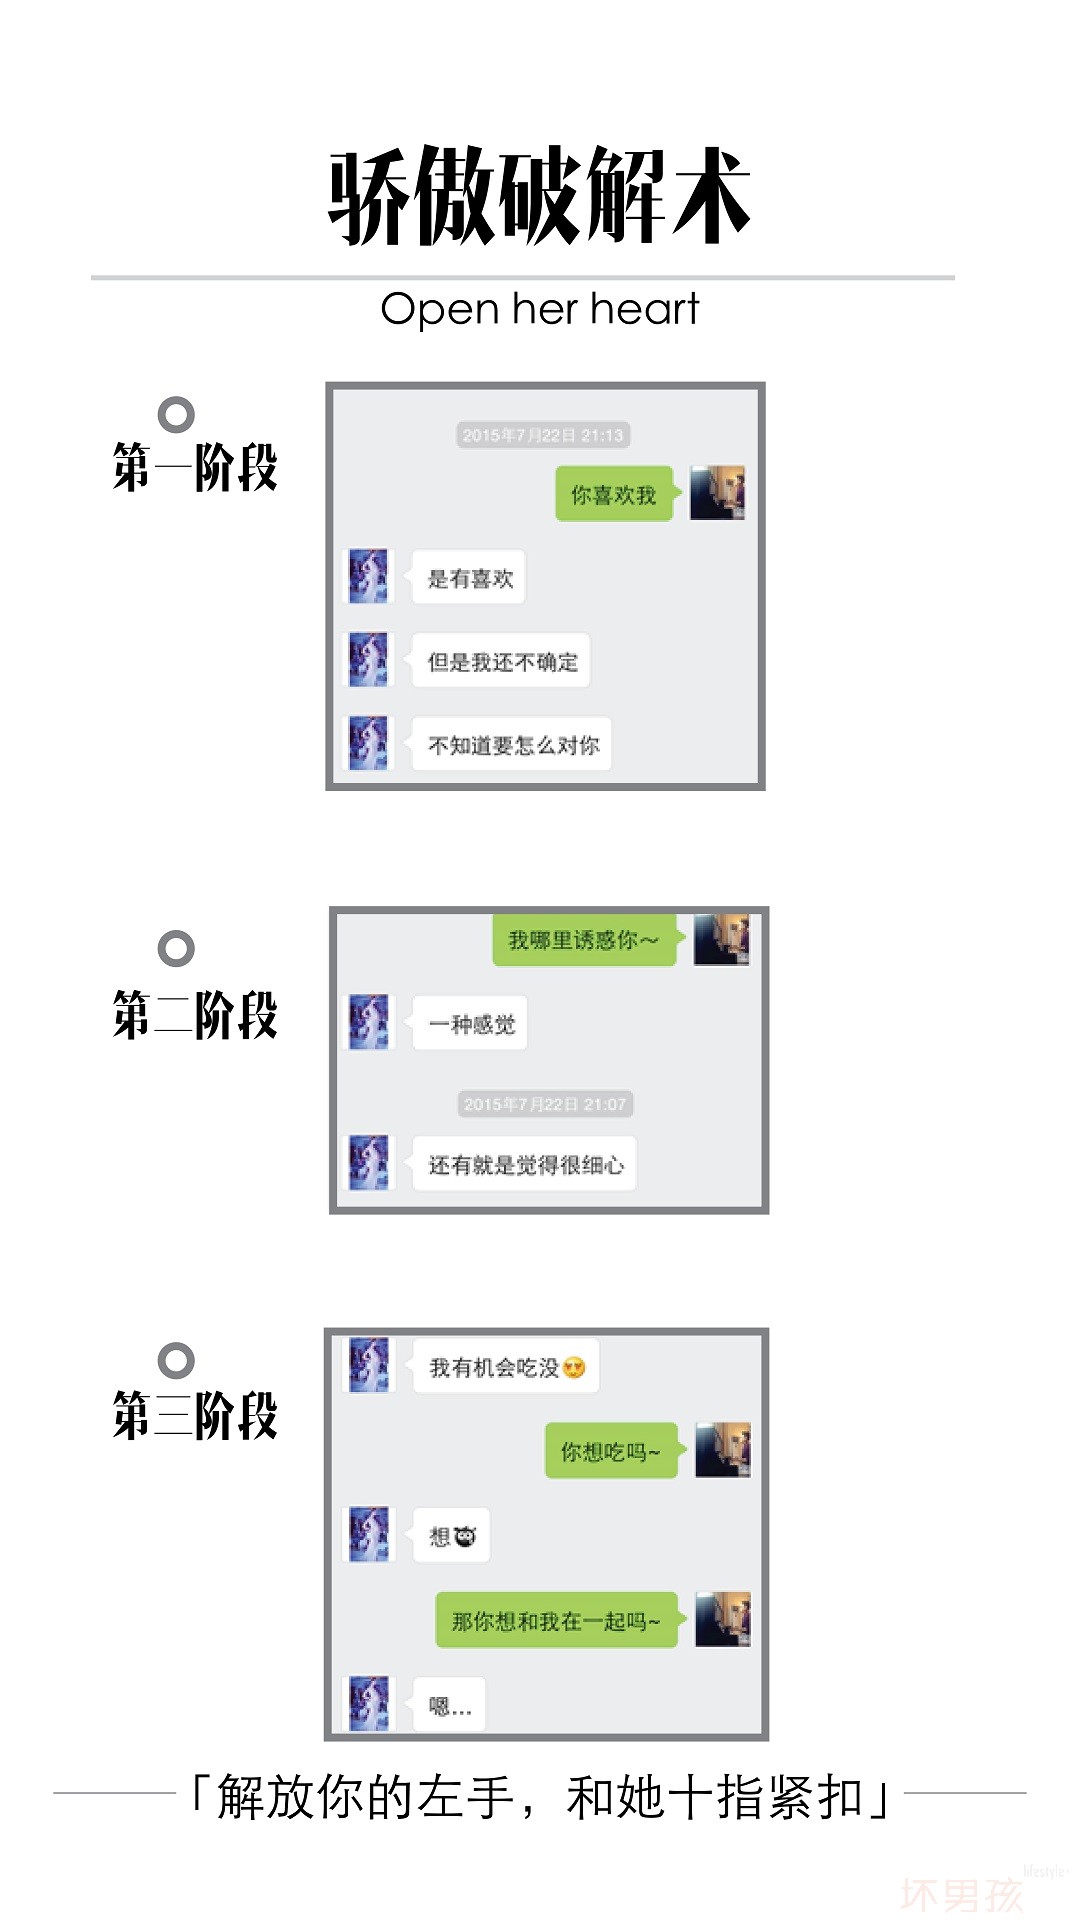 骄傲破解术
Open her heart
第一阶段
2015年7月22日 21:13
你喜欢我
是有喜欢
但是我还不确定
不知道要怎么对你
第二阶段
我哪里诱惑你～
一种感觉
2015年7月22日 21:07
还有就是觉得很细心
第三阶段
我有机会吃没
你想吃吗~
想
那你想和我在一起吗~
嗯...
「解放你的左手，和她十指紧扣」
lifestyle·
坏男孩